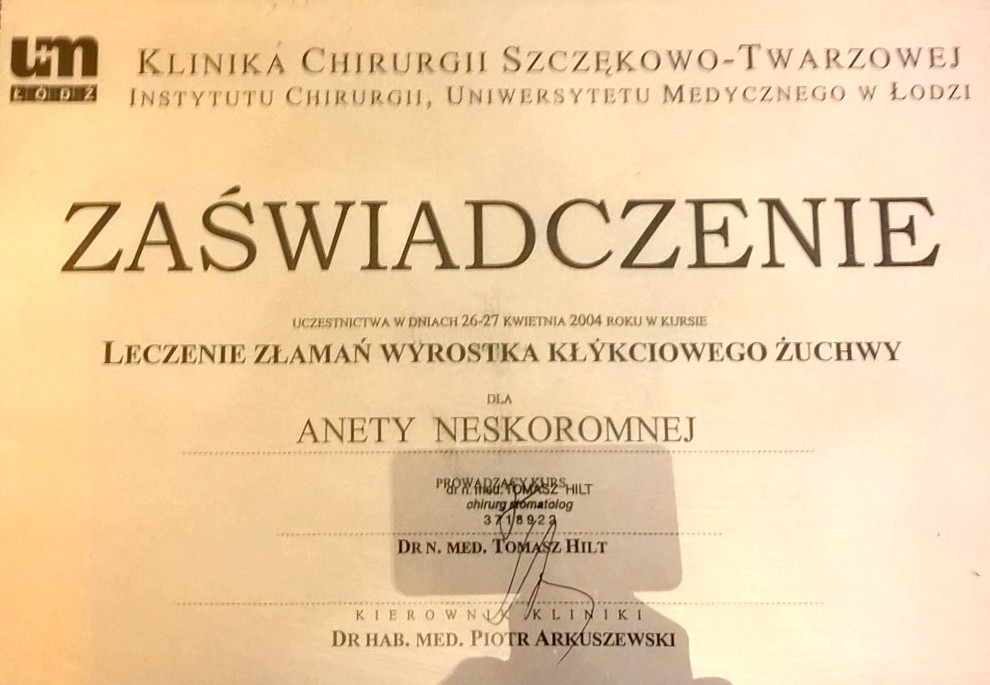 um
ŁÓDŹ
KLINIKA CHIRURGII SZCZĘKOWO-TWARZOWEJ
INSTYTUTU CHIRURGII, UNIWERSYTETU MEDYCZNEGO W ŁODZI
ZAŚWIADCZENIE
UCZESTNICTWA W DNIACH 26-27 KWIETNIA 2004 ROKU W KURSIE
LECZENIE ZŁAMAŃ WYROSTKA KŁYKCIOWEGO ŻUCHWY
DLA
ANETY NESKOROMNEJ
PROWADZĄCY KURS
dr n. med. TOMASZ HILT
chirurg stomatolog
DR N. MED. TOMASZ HILT
KIEROWNIK KLINIKI
DR HAB. MED. PIOTR ARKUSZEWSKI